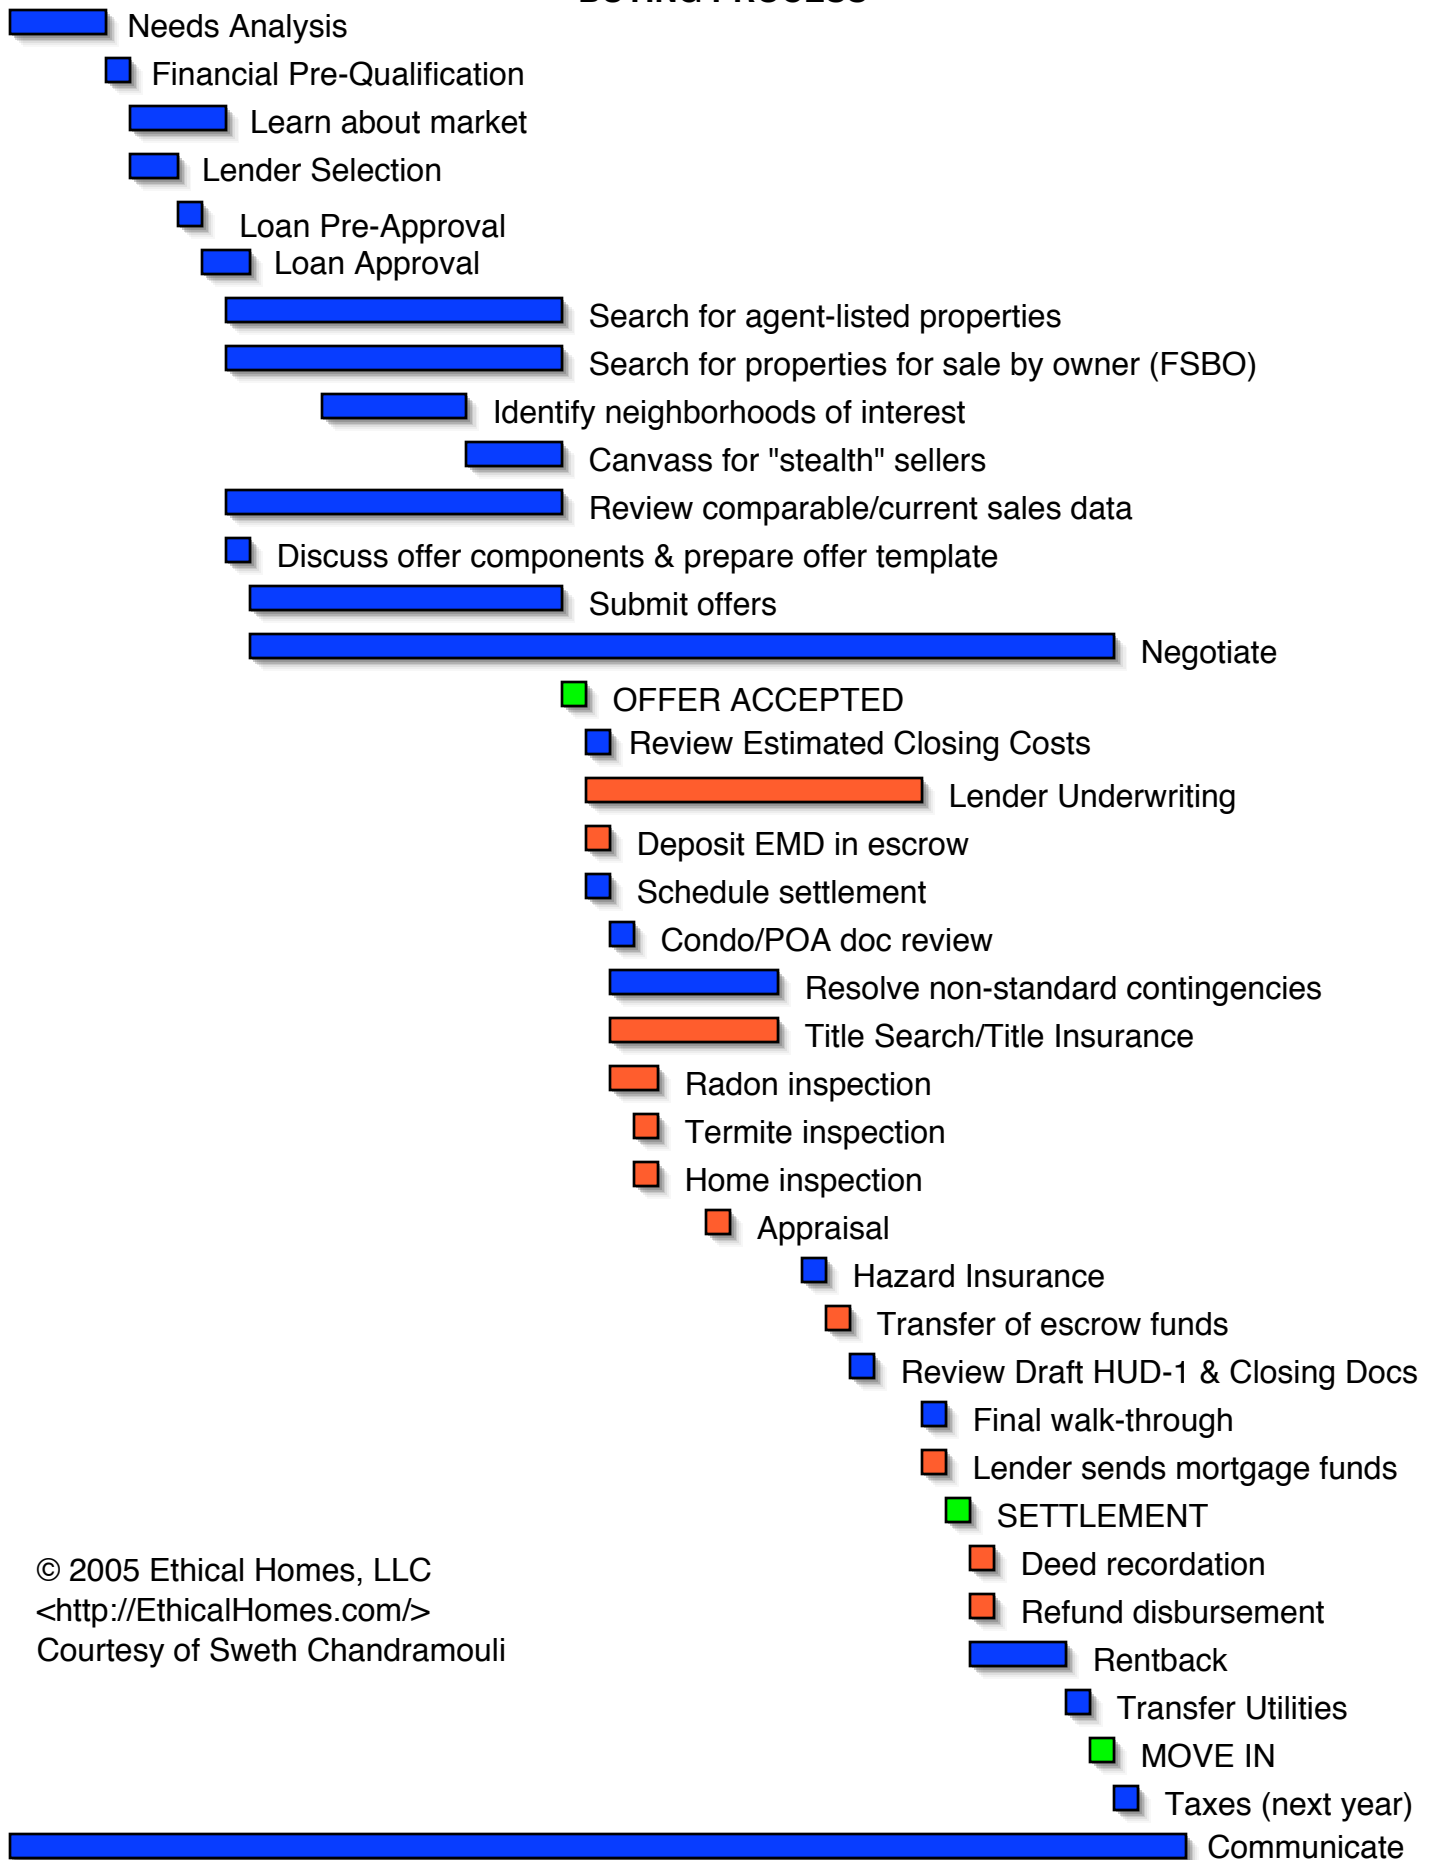 BUYING PROCESS
Needs Analysis
Financial Pre-Qualification
Learn about market
Lender Selection
Loan Pre-Approval
Loan Approval
Search for agent-listed properties
Search for properties for sale by owner (FSBO)
Identify neighborhoods of interest
Canvass for "stealth" sellers
Review comparable/current sales data
Discuss offer components & prepare offer template
Submit offers
Negotiate
OFFER ACCEPTED
Review Estimated Closing Costs
Lender Underwriting
Deposit EMD in escrow
Schedule settlement
Condo/POA doc review
Resolve non-standard contingencies
Title Search/Title Insurance
Radon inspection
Termite inspection
Home inspection
Appraisal
Hazard Insurance
Transfer of escrow funds
Review Draft HUD-1 & Closing Docs
Final walk-through
Lender sends mortgage funds
SETTLEMENT
Deed recordation
Refund disbursement
Rentback
Transfer Utilities
MOVE IN
Taxes (next year)
Communicate
© 2005 Ethical Homes, LLC
<http://EthicalHomes.com/>
Courtesy of Sweth Chandramouli